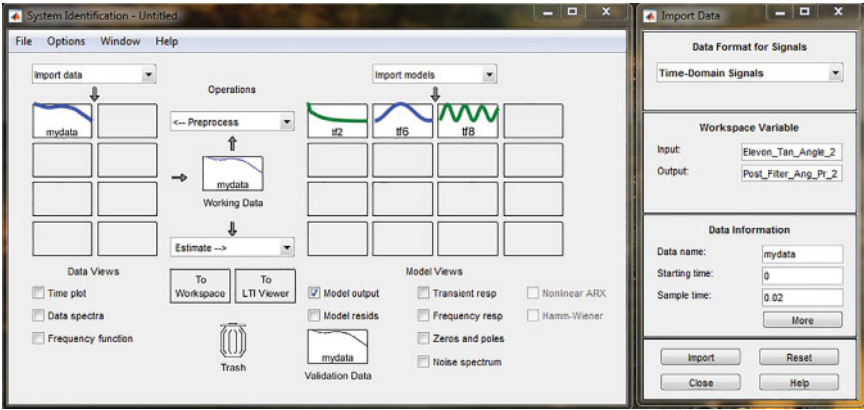 System Identification - Untitled
File Options Window Help
Import data
Operations
Import models
mydata
<-- Preprocess
tf2
tf6
tf8
mydata
Working Data
Estimate -->
Data Views
Time plot
Data spectra
Frequency function
To Workspace
To LTI Viewer
Trash
Model Views
Model output
Transient resp
Nonlinear ARX
Model resids
Frequency resp
Hamm-Wiener
Zeros and poles
Noise spectrum
mydata
Validation Data
Import Data
Data Format for Signals
Time-Domain Signals
Workspace Variable
Input: Elevon_Tan_Angle_2
Output: Post_Filter_Ang_Pr_2
Data Information
Data name: mydata
Starting time: 0
Sample time: 0.02
More
Import Reset
Close Help